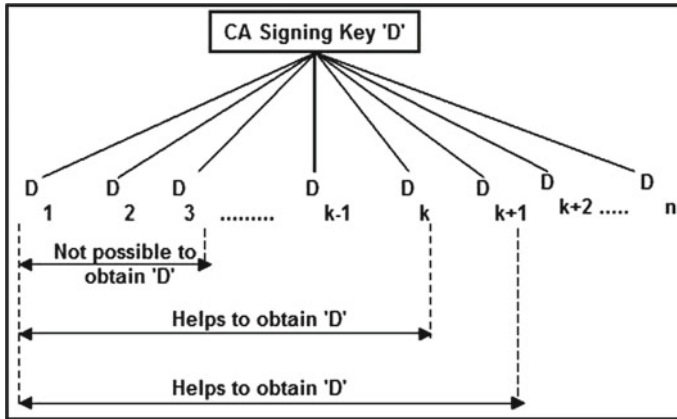 CA Signing Key 'D'
D D D D D D D D
1 2 3 ......... k-1 k k+1 k+2 ..... n
Not possible to
obtain 'D'
Helps to obtain 'D'
Helps to obtain 'D'